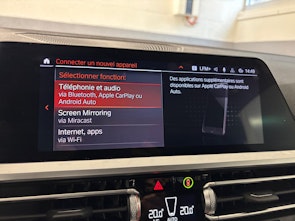 Connecter un nouvel appareil
LFM+ 14:49
Sélectionner fonction:
Téléphonie et audio
via Bluetooth, Apple CarPlay ou
Android Auto
Screen Mirroring
via Miracast
Internet, apps
via Wi-Fi
Des applications supplémentaires sont
disponibles sur Apple CarPlay ou Android
Auto.
20.0 20.0
AUTO